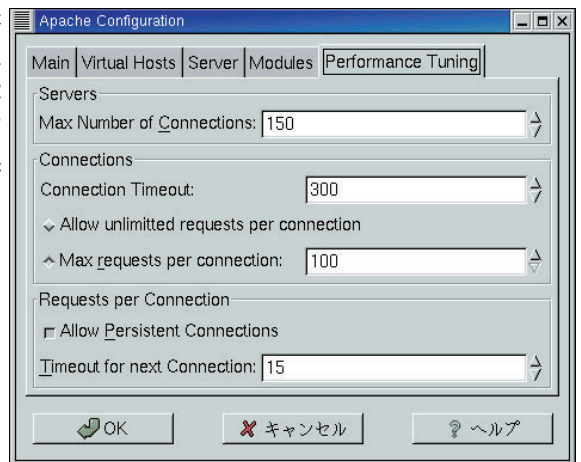 Apache Configuration
Main Virtual Hosts Server Modules Performance Tuning
Servers
Max Number of Connections: 150
Connections
Connection Timeout: 300
Allow unlimitted requests per connection
Max requests per connection: 100
Requests per Connection
Allow Persistent Connections
Timeout for next Connection: 15
OK キャンセル ヘルプ